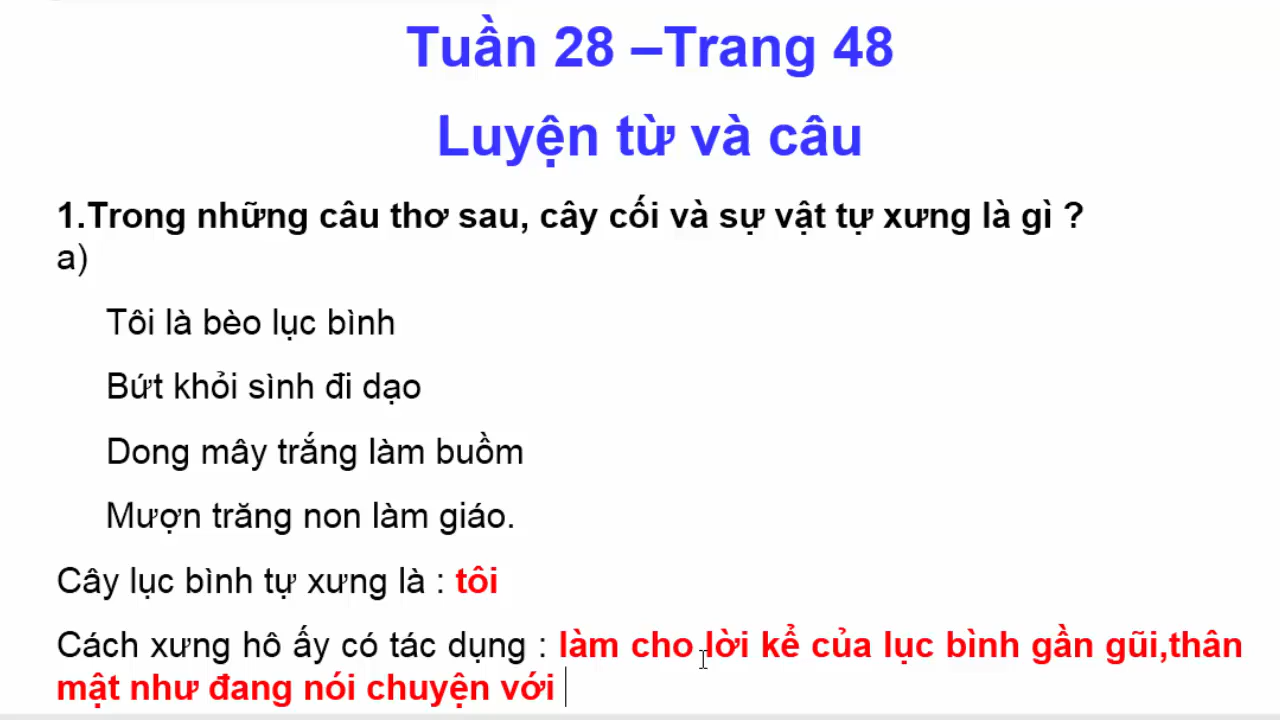 Tuần 28 –Trang 48
Luyện từ và câu
1.Trong những câu thơ sau, cây cối và sự vật tự xưng là gì ?
a)
Tôi là bèo lục bình
Bứt khỏi sình đi dạo
Dong mây trắng làm buồm
Mượn trăng non làm giáo.
Cây lục bình tự xưng là : tôi
Cách xưng hô ấy có tác dụng : làm cho lời kể của lục bình gần gũi,thân
mật như đang nói chuyện với